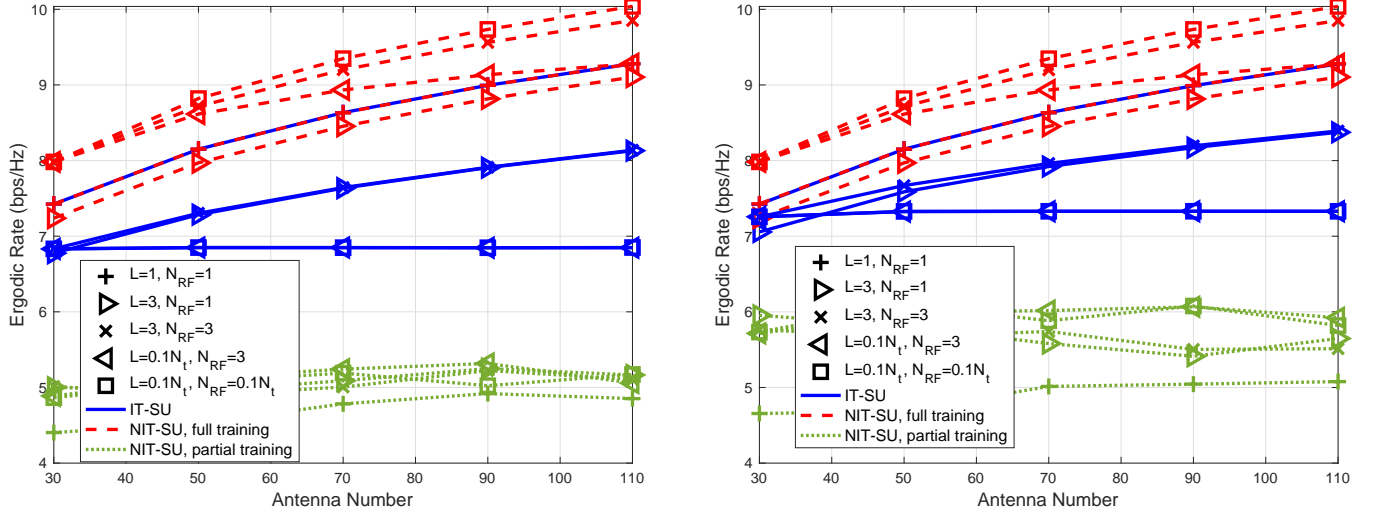 10
9
8
7
6
5
4
Ergodic Rate (bps/Hz)
L=1, N_RF=1
L=3, N_RF=1
L=3, N_RF=3
L=0.1N_t, N_RF=3
L=0.1N_t, N_RF=0.1N_t
IT-SU
NIT-SU, full training
NIT-SU, partial training
30 40 50 60 70 80 90 100 110
Antenna Number
10
9
8
7
6
5
4
Ergodic Rate (bps/Hz)
L=1, N_RF=1
L=3, N_RF=1
L=3, N_RF=3
L=0.1N_t, N_RF=3
L=0.1N_t, N_RF=0.1N_t
IT-SU
NIT-SU, full training
NIT-SU, partial training
30 40 50 60 70 80 90 100 110
Antenna Number